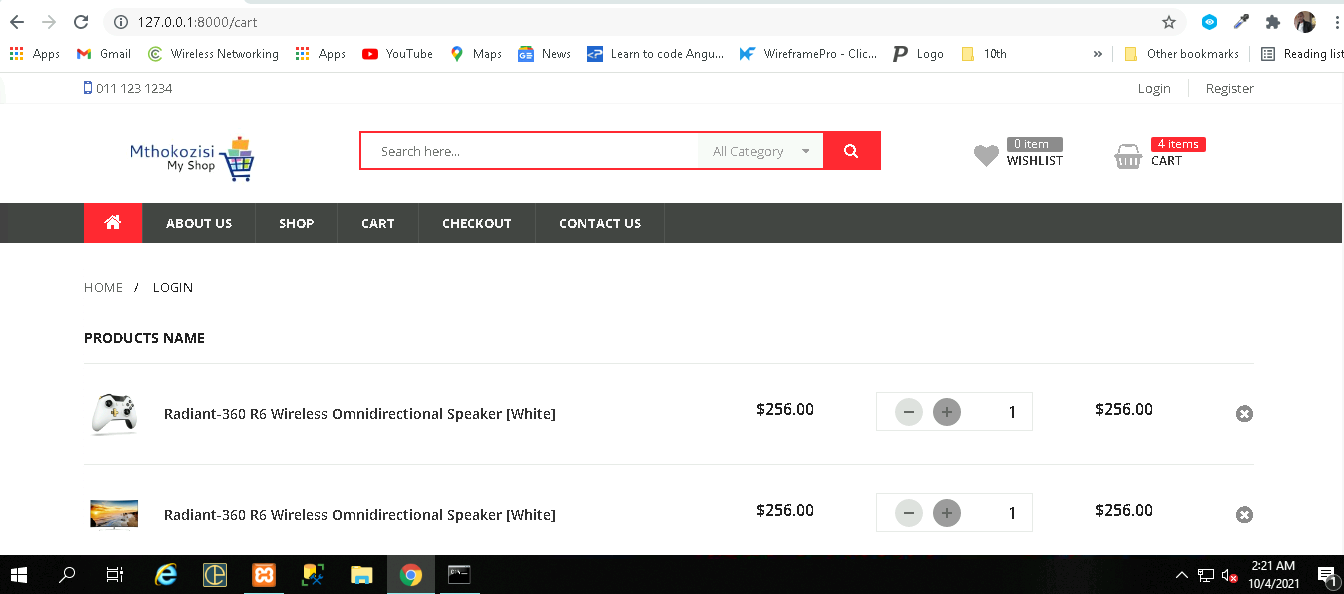 127.0.0.1:8000/cart
Apps Gmail Wireless Networking Apps YouTube Maps News Learn to code Angu... WireframePro - Clic... Logo 10th » Other bookmarks Reading list
011 123 1234 Login Register
Mthokozisi
My Shop
Search here... All Category
0 item
WISHLIST
4 items
CART
ABOUT US SHOP CART CHECKOUT CONTACT US
HOME / LOGIN
PRODUCTS NAME
Radiant-360 R6 Wireless Omnidirectional Speaker [White] $256.00 − + 1 $256.00
Radiant-360 R6 Wireless Omnidirectional Speaker [White] $256.00 − + 1 $256.00
2:21 AM
10/4/2021
1